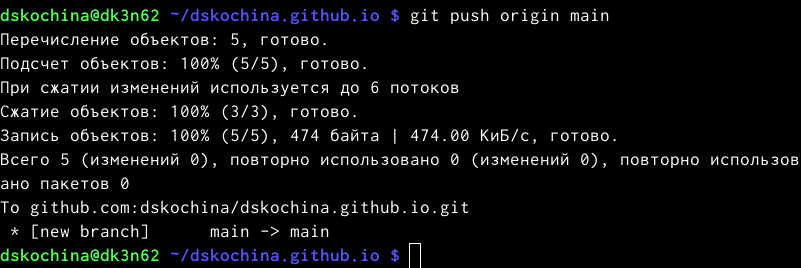 dskochina@dk3n62 ~/dskochina.github.io $ git push origin main
Перечисление объектов: 5, готово.
Подсчет объектов: 100% (5/5), готово.
При сжатии изменений используется до 6 потоков
Сжатие объектов: 100% (3/3), готово.
Запись объектов: 100% (5/5), 474 байта | 474.00 КиБ/с, готово.
Всего 5 (изменений 0), повторно использовано 0 (изменений 0), повторно использов
ано пакетов 0
To github.com:dskochina/dskochina.github.io.git
 * [new branch]      main -> main
dskochina@dk3n62 ~/dskochina.github.io $